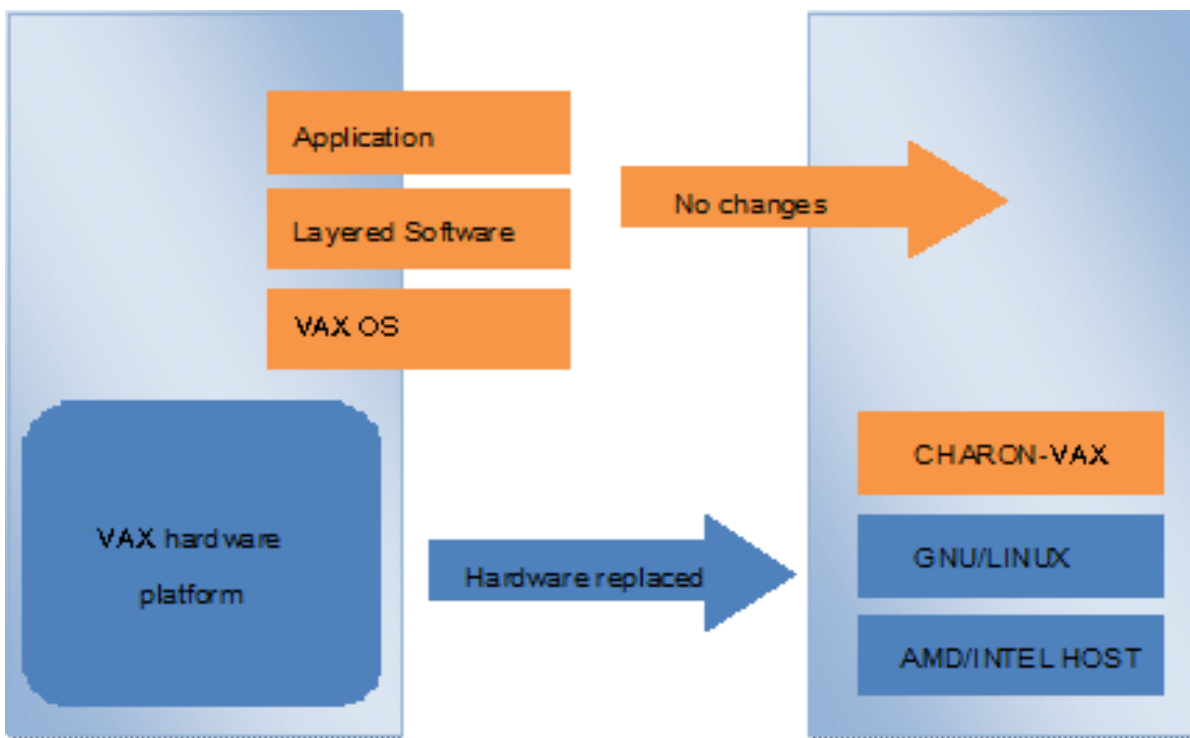 Application
Layered Software
VAX OS
VAX hardware
platform
No changes
Hardware replaced
CHARON-VAX
GNU/LINUX
AMD/INTEL HOST